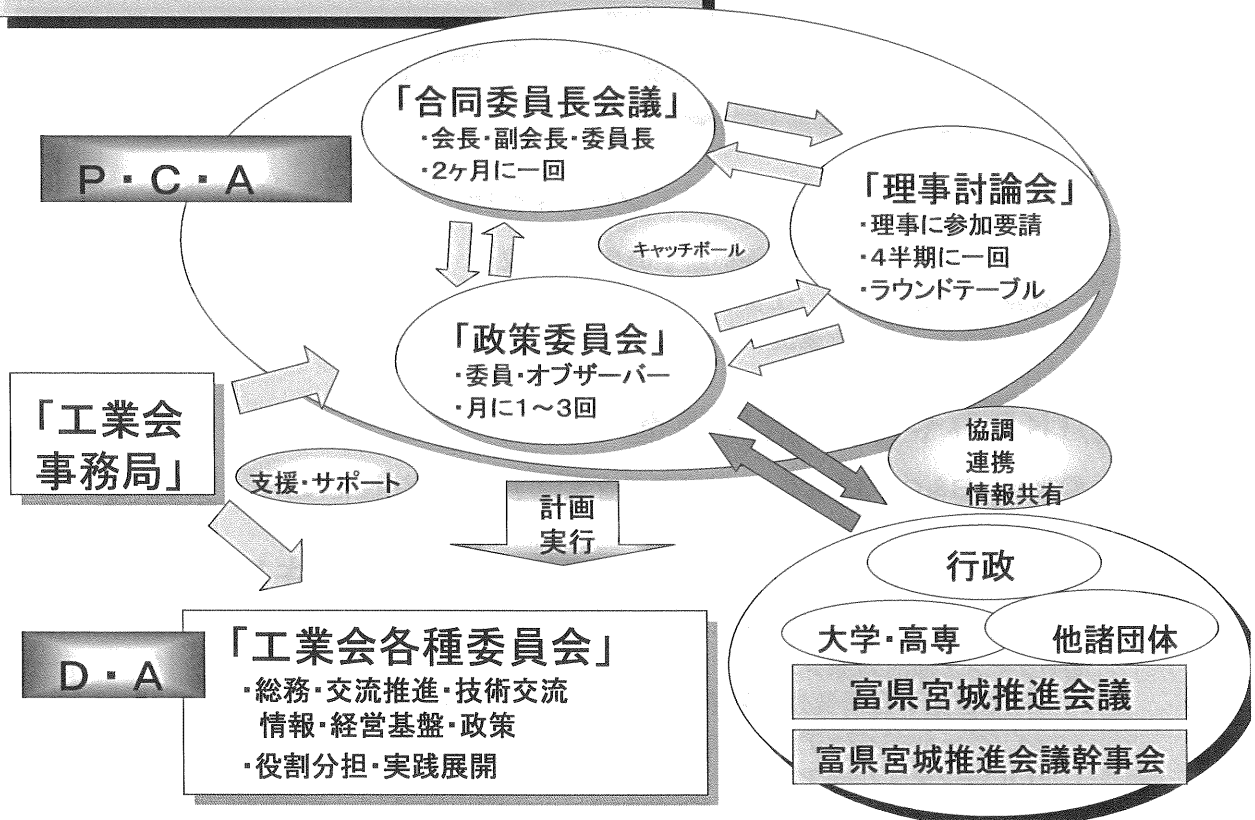 「合同委員長会議」
・会長・副会長・委員長
・2ヶ月に一回
P・C・A
「理事討論会」
・理事に参加要請
・4半期に一回
・ラウンドテーブル
キャッチボール
「政策委員会」
・委員・オブザーバー
・月に1～3回
「工業会
事務局」
支援・サポート
協調
連携
情報共有
計画
実行
行政
大学・高専
他諸団体
富県宮城推進会議
富県宮城推進会議幹事会
D・A
「工業会各種委員会」
・総務・交流推進・技術交流
情報・経営基盤・政策
・役割分担・実践展開